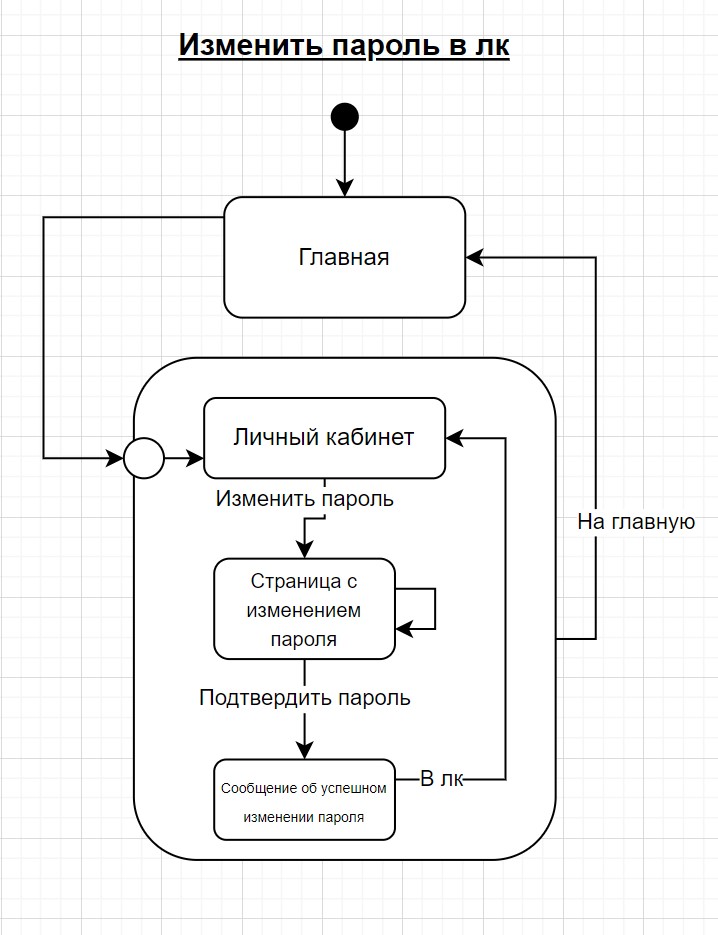 Изменить пароль в лк
Главная
Личный кабинет
Изменить пароль
На главную
Страница с
изменением
пароля
Подтвердить пароль
В лк
Сообщение об успешном
изменении пароля